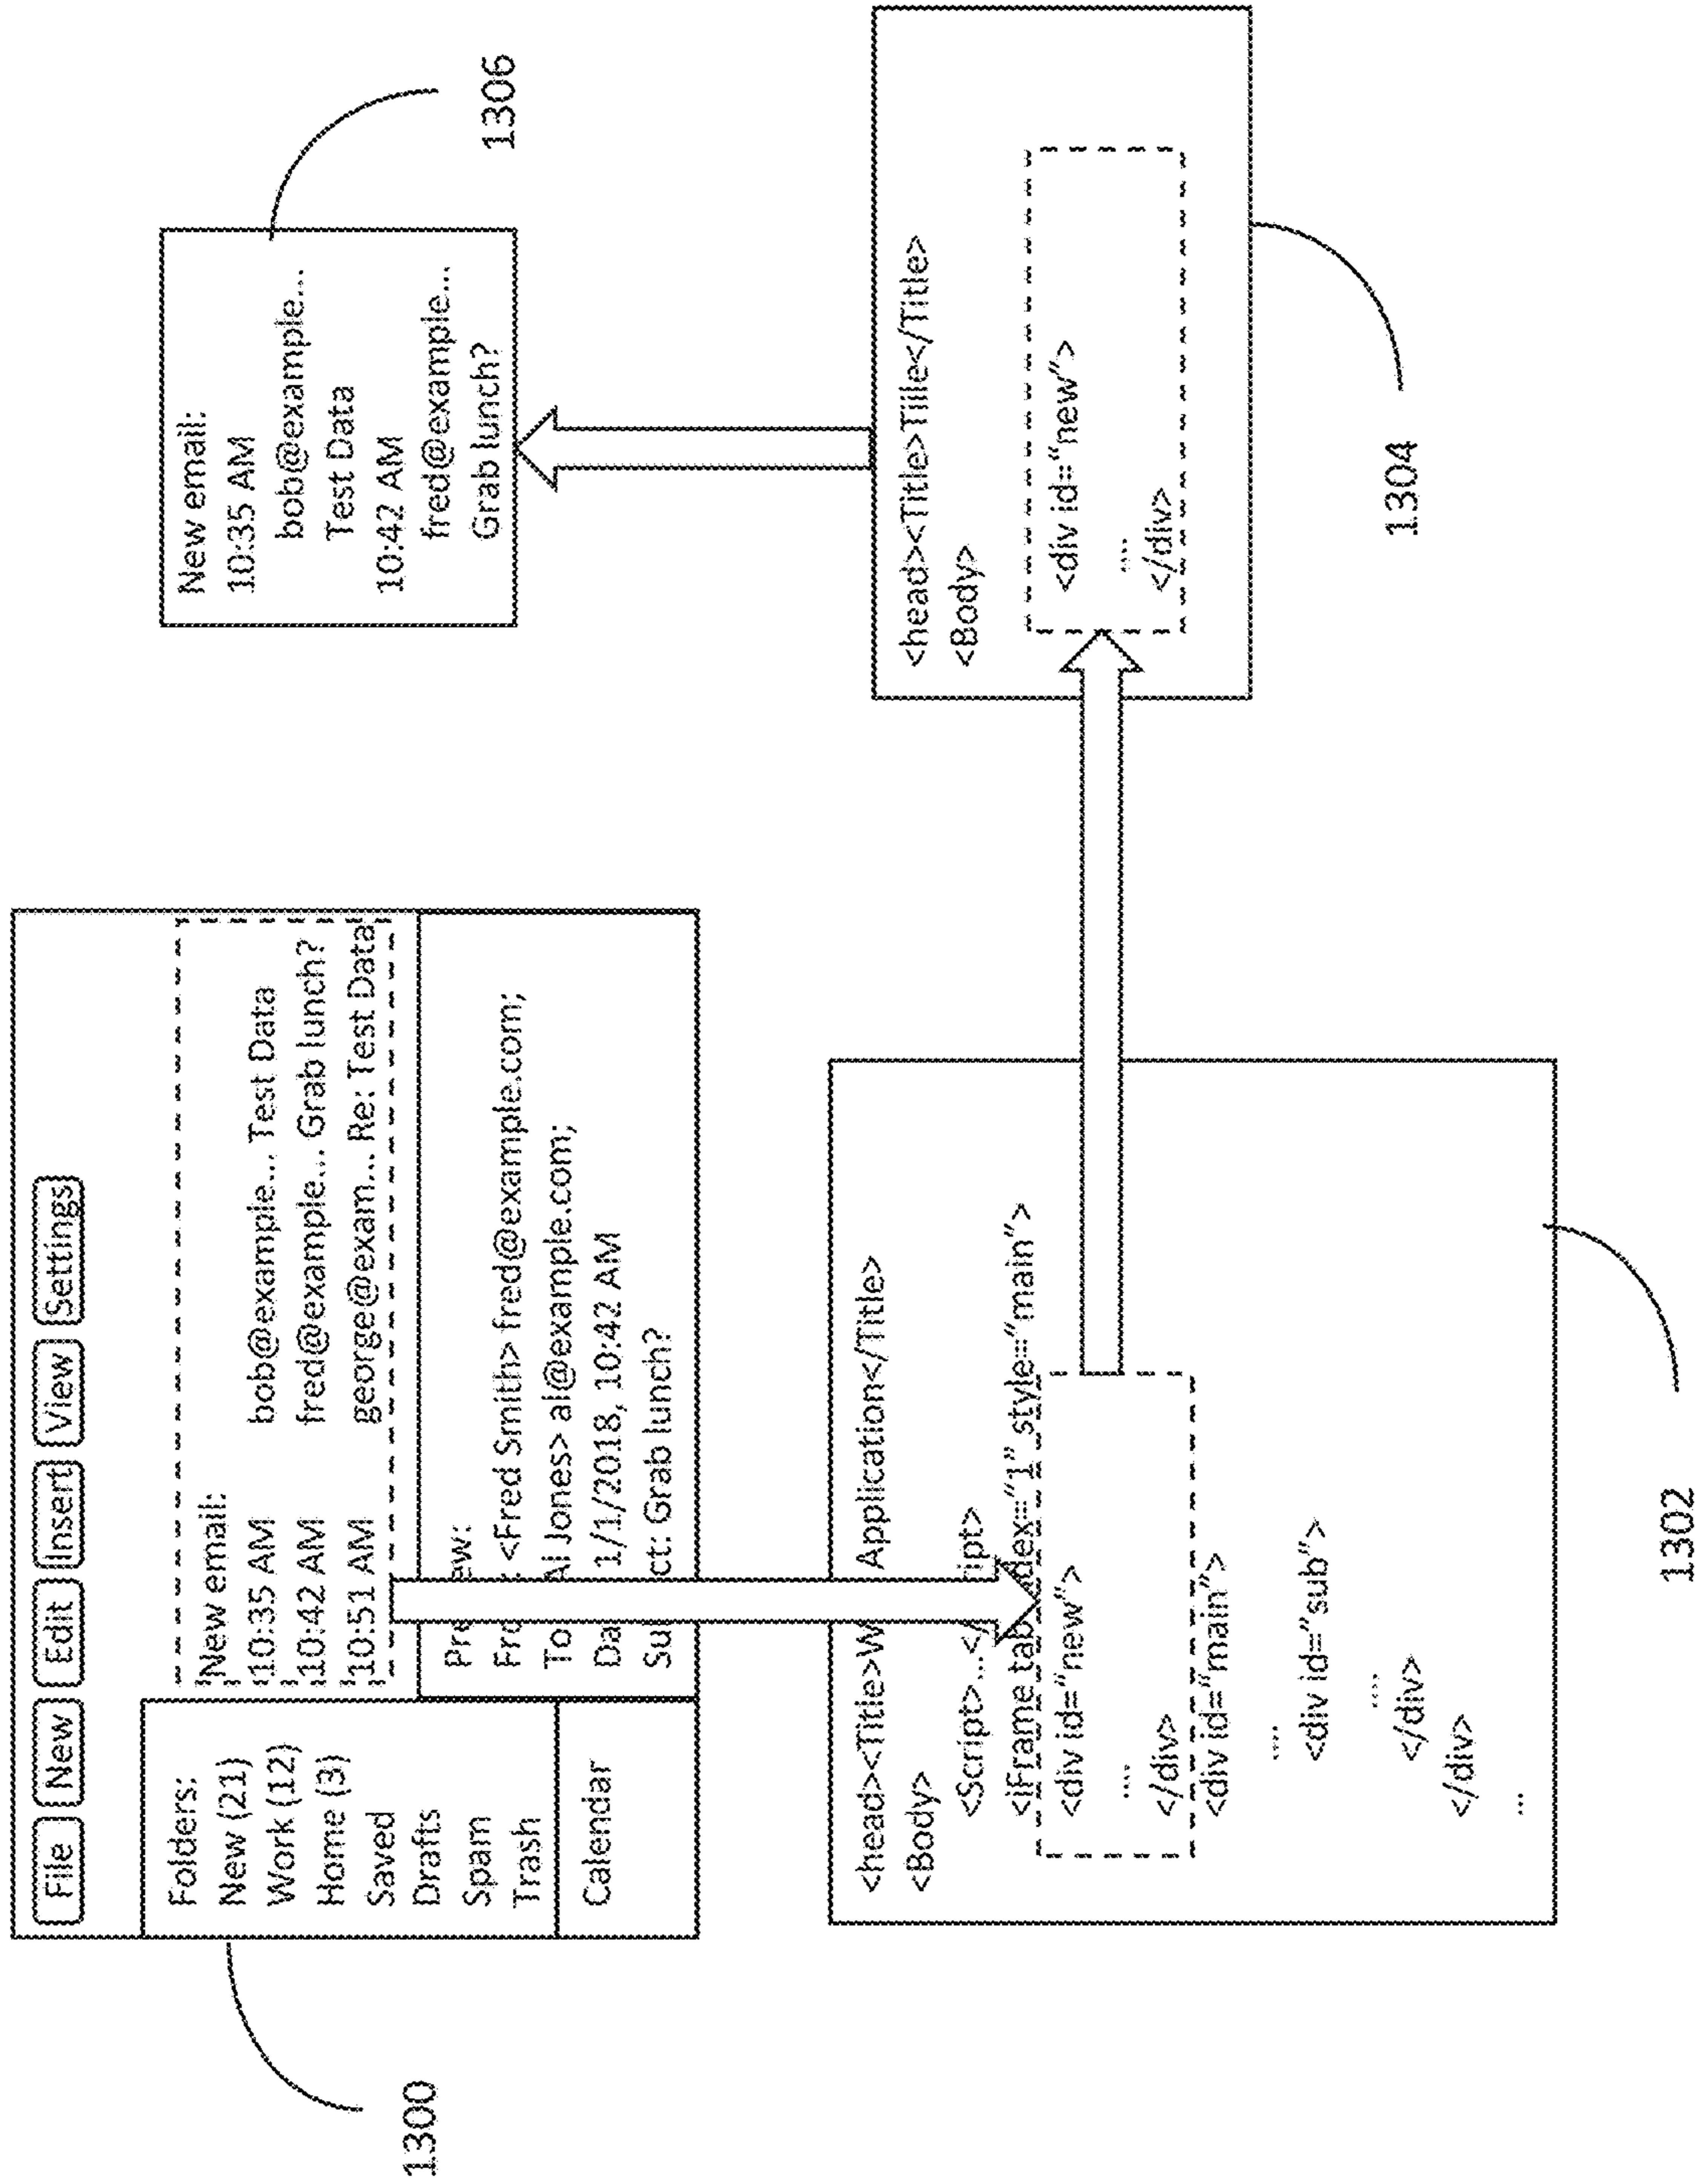 File New Edit Insert View Settings
Folders:
New (21)
Work (12)
Home (3)
Saved
Drafts
Spam
Trash
Calendar
New email:
10:35 AM bob@example... Test Data
10:42 AM fred@example... Grab lunch?
10:51 AM george@exam... Re: Test Data
Pre ew:
Fro : <Fred Smith> fred@example.com;
To Al Jones> al@example.com;
Da 1/1/2018, 10:42 AM
Su ct: Grab lunch?
1300
<head><Title>W Application</Title>
<Body>
<Script>...</ ript>
<iFrame tab dex="1" style="main">
<div id="new">
....
</div>
<div id="main">
....
<div id="sub">
....
</div>
</div>
...
1302
<head><Title>Tiile</Title>
<Body>
<div id="new">
....
</div>
1304
New email:
10:35 AM
bob@example...
Test Data
10:42 AM
fred@example...
Grab lunch?
1306